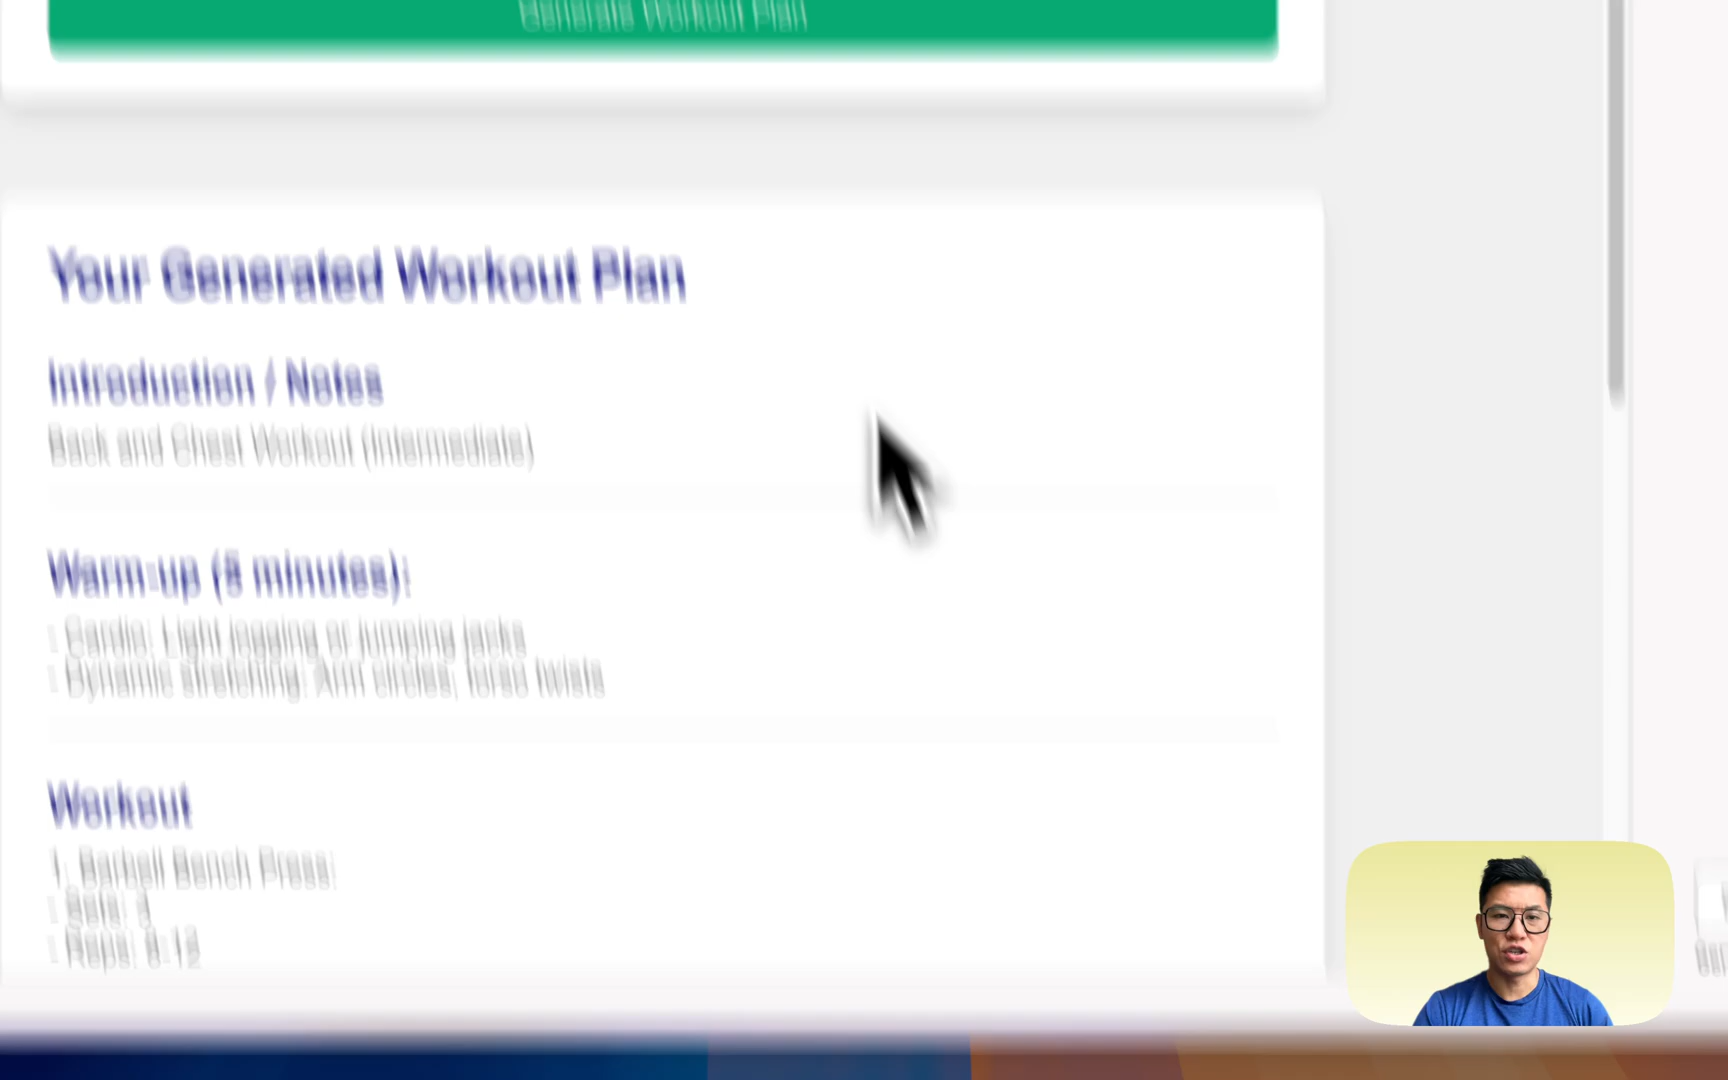 Generate Workout Plan
Your Generated Workout Plan
Introduction / Notes
Back and Chest Workout (Intermediate)
Warm-up (5 minutes):
- Cardio: Light jogging or jumping jacks
- Dynamic stretching: Arm circles, torso twists
Workout
1. Barbell Bench Press:
- Sets: 3
- Reps: 8-12